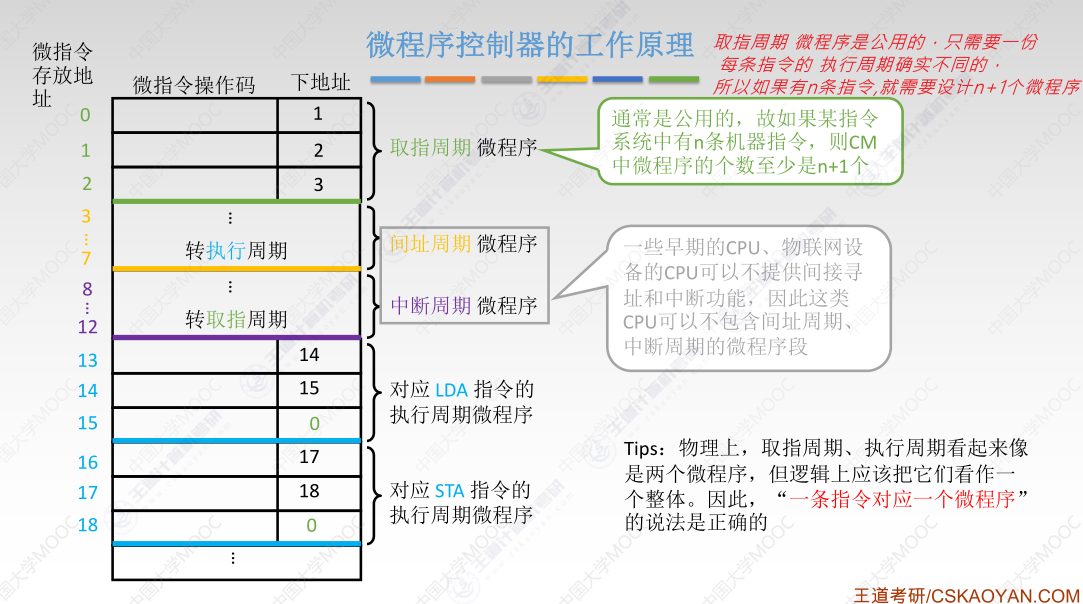 微程序控制器的工作原理
取指周期 微程序是公用的，只需要一份
每条指令的 执行周期确实不同的，
所以如果有n条指令,就需要设计n+1个微程序
微指令
存放地
址
微指令操作码
下地址
0
1
1
2
2
3
取指周期 微程序
通常是公用的，故如果某指令
系统中有n条机器指令，则CM
中微程序的个数至少是n+1个
3
⋮
7
⋮
转执行周期
间址周期 微程序
8
⋮
12
⋮
转取指周期
中断周期 微程序
一些早期的CPU、物联网设
备的CPU可以不提供间接寻
址和中断功能，因此这类
CPU可以不包含间址周期、
中断周期的微程序段
13
14
14
15
15
0
对应 LDA 指令的
执行周期微程序
16
17
17
18
18
0
对应 STA 指令的
执行周期微程序
⋮
Tips：物理上，取指周期、执行周期看起来像
是两个微程序，但逻辑上应该把它们看作一
个整体。因此，“一条指令对应一个微程序”
的说法是正确的
王道考研/CSKAOYAN.COM
中国大学MOOC